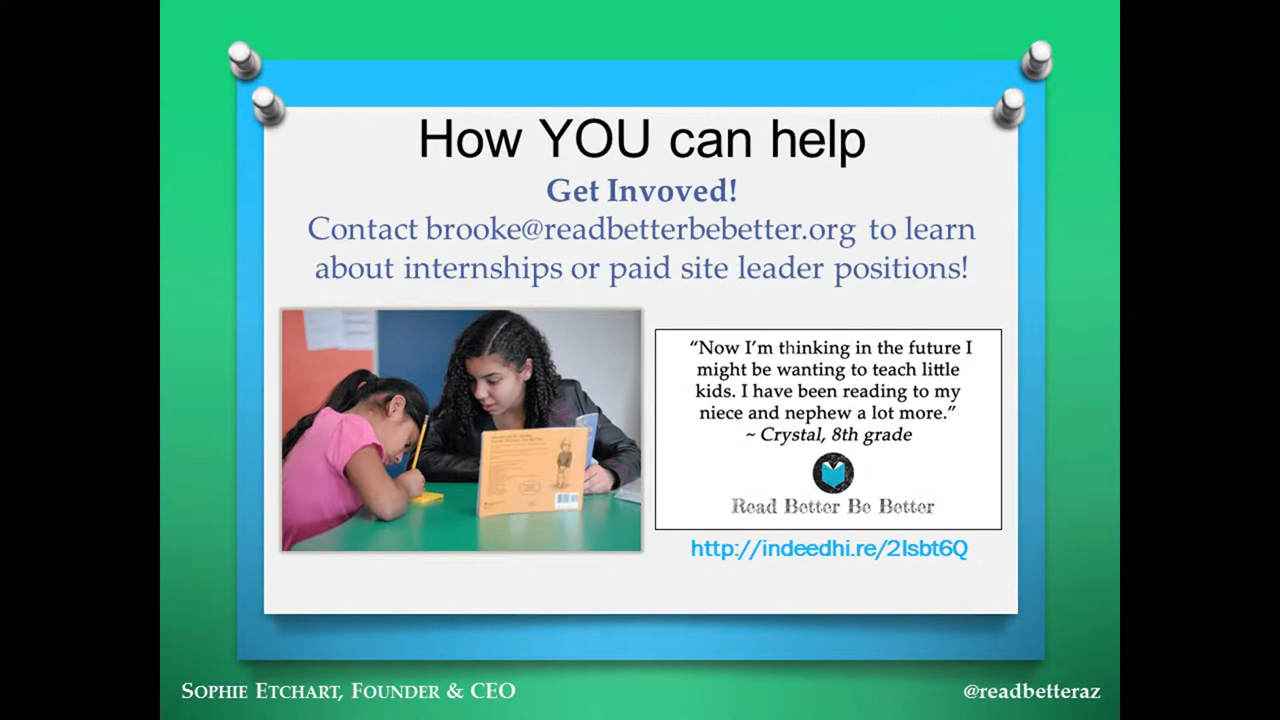 How YOU can help
Get Invoved!
Contact brooke@readbetterbebetter.org to learn
about internships or paid site leader positions!
“Now I’m thinking in the future I
might be wanting to teach little
kids. I have been reading to my
niece and nephew a lot more.”
~ Crystal, 8th grade
Read Better Be Better
http://indeedhi.re/2Isbt6Q
SOPHIE ETCHART, FOUNDER & CEO
@readbetteraz